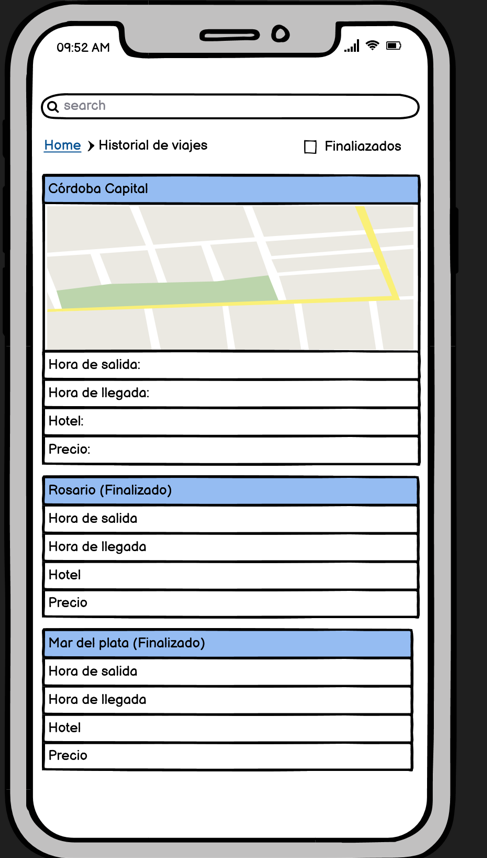 09:52 AM
search
Home > Historial de viajes
Finaliazados
Córdoba Capital
Hora de salida:
Hora de llegada:
Hotel:
Precio:
Rosario (Finalizado)
Hora de salida
Hora de llegada
Hotel
Precio
Mar del plata (Finalizado)
Hora de salida
Hora de llegada
Hotel
Precio